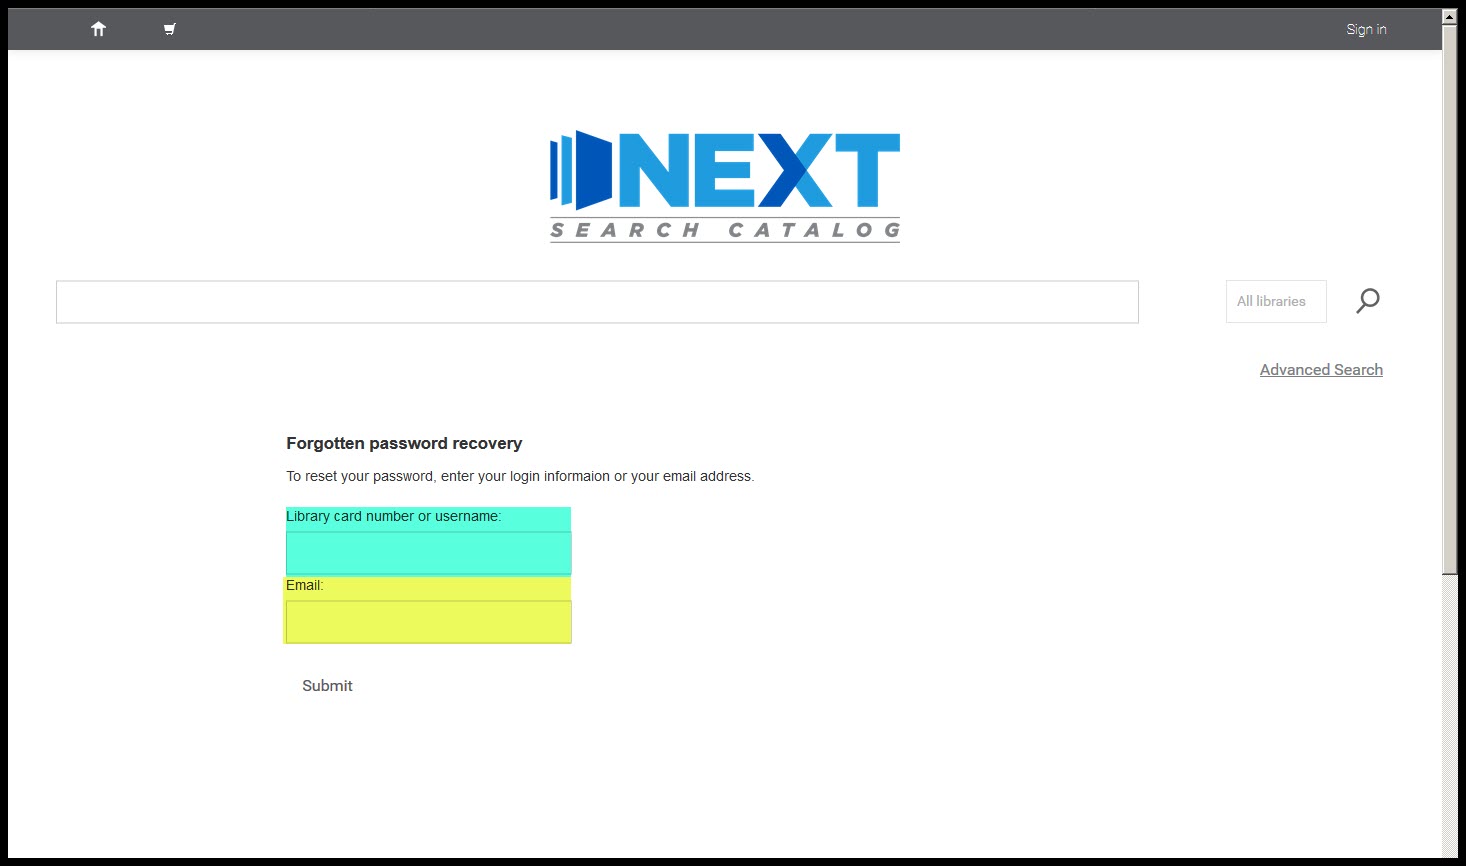 Sign in
NEXT
SEARCH CATALOG
All libraries
Advanced Search
Forgotten password recovery
To reset your password, enter your login informaion or your email address.
Library card number or username:
Email:
Submit